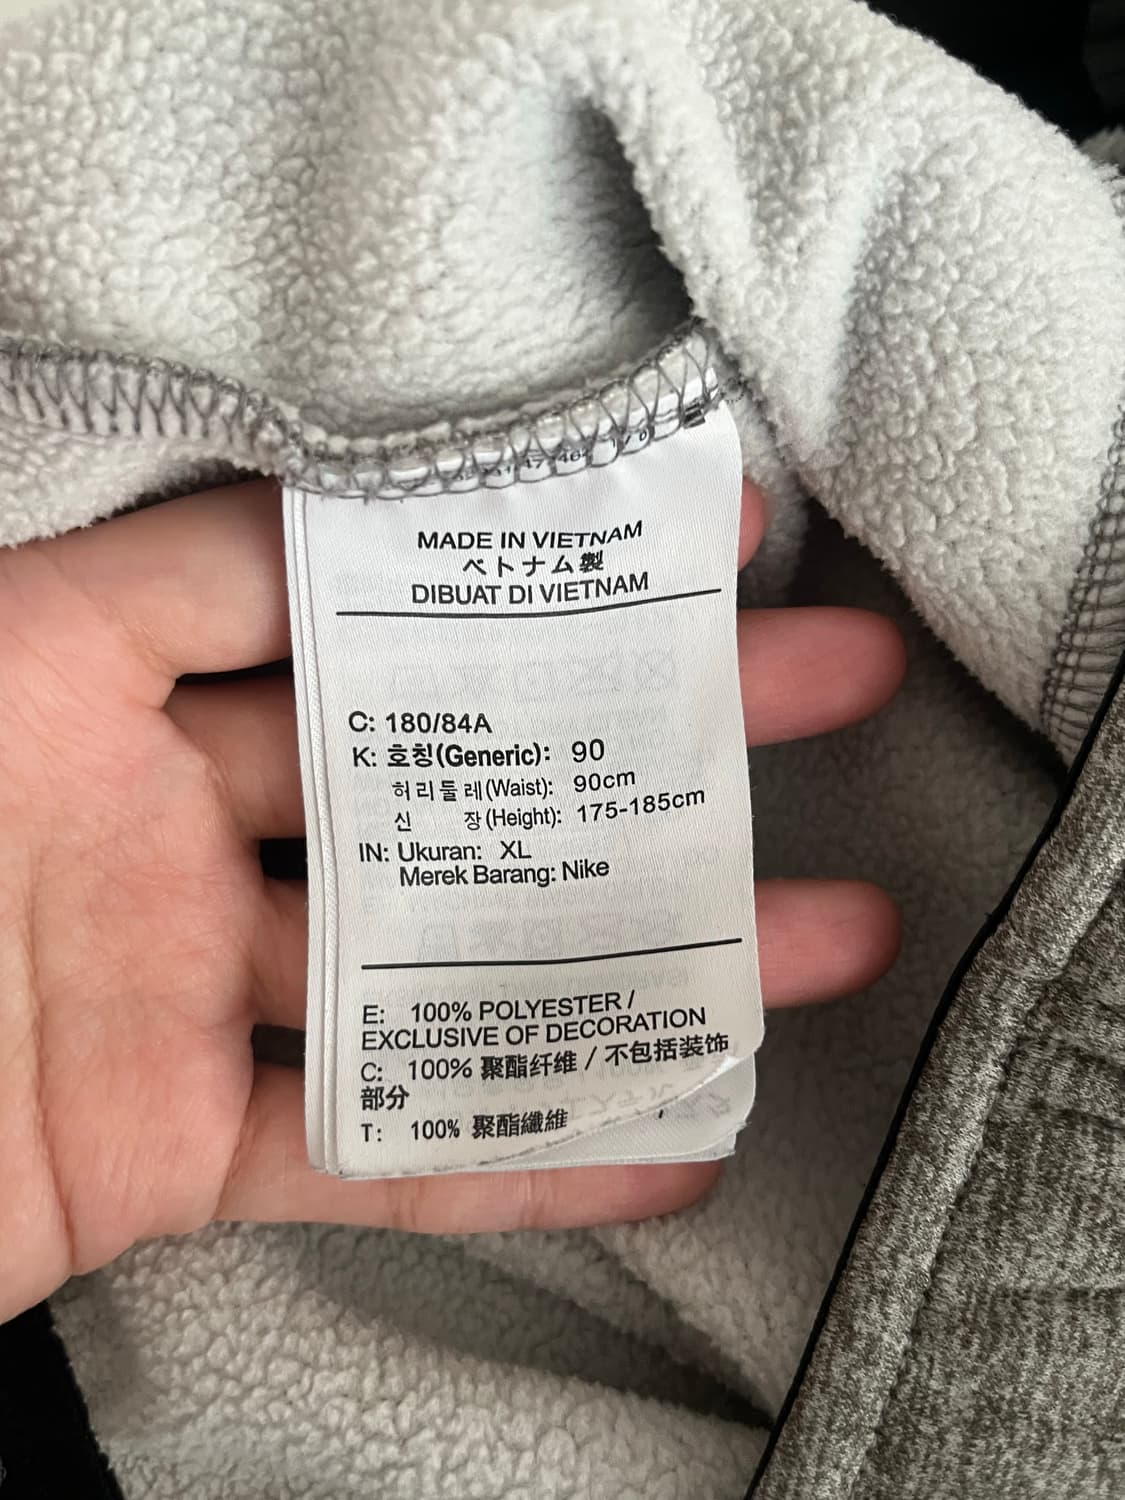 MADE IN VIETNAM
ベトナム製
DIBUAT DI VIETNAM
C: 180/84A
K: 호칭(Generic): 90
허리둘레(Waist): 90cm
신 장(Height): 175-185cm
IN: Ukuran: XL
Merek Barang: Nike
E: 100% POLYESTER /
EXCLUSIVE OF DECORATION
C: 100% 聚酯纤维 / 不包括装饰
部分
T: 100% 聚酯纖維